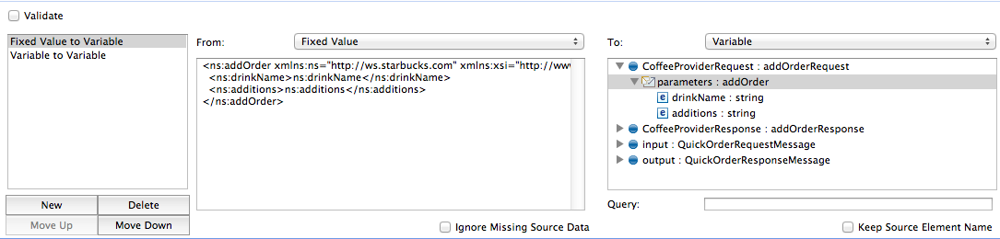 Validate
Fixed Value to Variable
Variable to Variable
New
Delete
Move Up
Move Down
From:
Fixed Value
<ns:addOrder xmlns:ns="http://ws.starbucks.com" xmlns:xsi="http://www
<ns:drinkName>ns:drinkName</ns:drinkName>
<ns:additions>ns:additions</ns:additions>
</ns:addOrder>
Ignore Missing Source Data
To:
Variable
CoffeeProviderRequest : addOrderRequest
parameters : addOrder
e drinkName : string
e additions : string
CoffeeProviderResponse : addOrderResponse
input : QuickOrderRequestMessage
output : QuickOrderResponseMessage
Query:
Keep Source Element Name